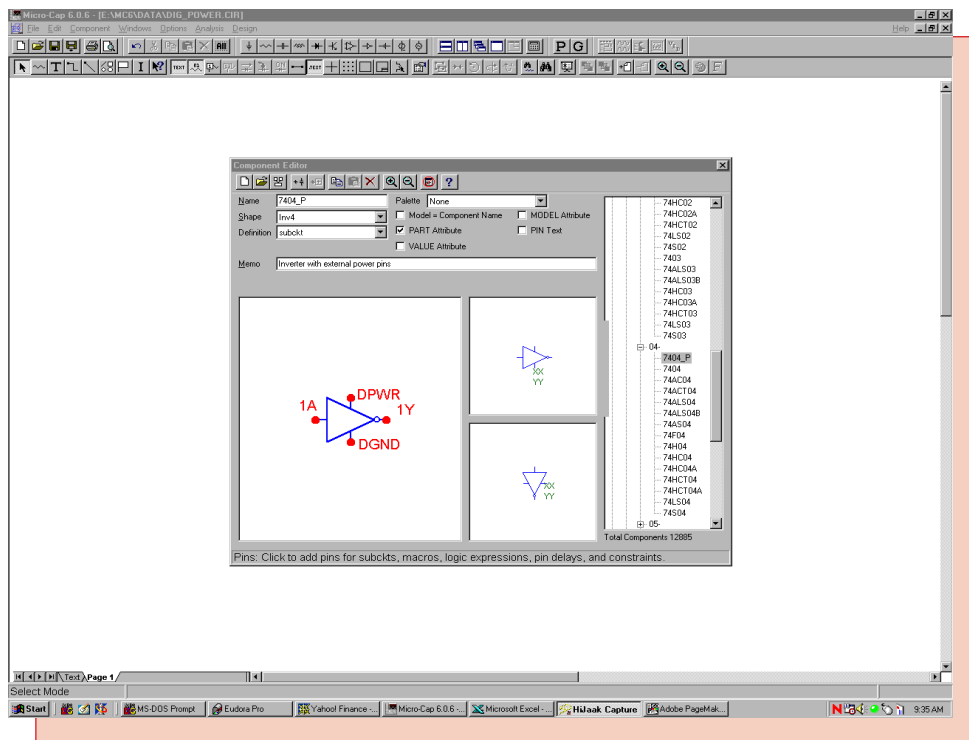 Micro-Cap 6.0.6 - [E:\MC6\DATA\DIG_POWER.CIR]
File Edit Component Windows Options Analysis Design Help
Component Editor
Name 7404_P Palette None
Shape Inv4 Model = Component Name MODEL Attribute
Definition subckt PART Attribute PIN Text
VALUE Attribute
Memo Inverter with external power pins
1A
DPWR
1Y
DGND
XX
YY
XX
YY
74HC02
74HC02A
74HCT02
74LS02
74S02
7403
74ALS03
74ALS03B
74HC03
74HC03A
74HCT03
74LS03
74S03
04-
7404_P
7404
74AC04
74ACT04
74ALS04
74ALS04B
74AS04
74F04
74H04
74HC04
74HC04A
74HCT04
74HCT04A
74LS04
74S04
05-
Total Components 12885
Pins: Click to add pins for subckts, macros, logic expressions, pin delays, and constraints.
Text Page 1
Select Mode
Start MS-DOS Prompt Eudora Pro Yahoo! Finance -... Micro-Cap 6.0.6 -... Microsoft Excel - ... HiJaak Capture Adobe PageMak... 9:35 AM